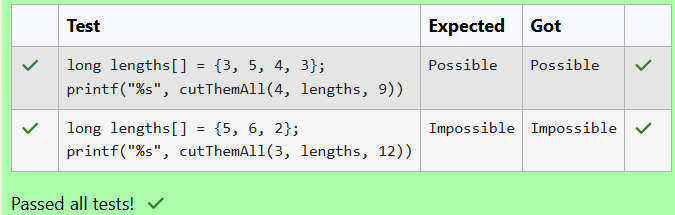 Test Expected Got
long lengths[] = {3, 5, 4, 3};
printf("%s", cutThemAll(4, lengths, 9))
Possible Possible
long lengths[] = {5, 6, 2};
printf("%s", cutThemAll(3, lengths, 12))
Impossible Impossible
Passed all tests!